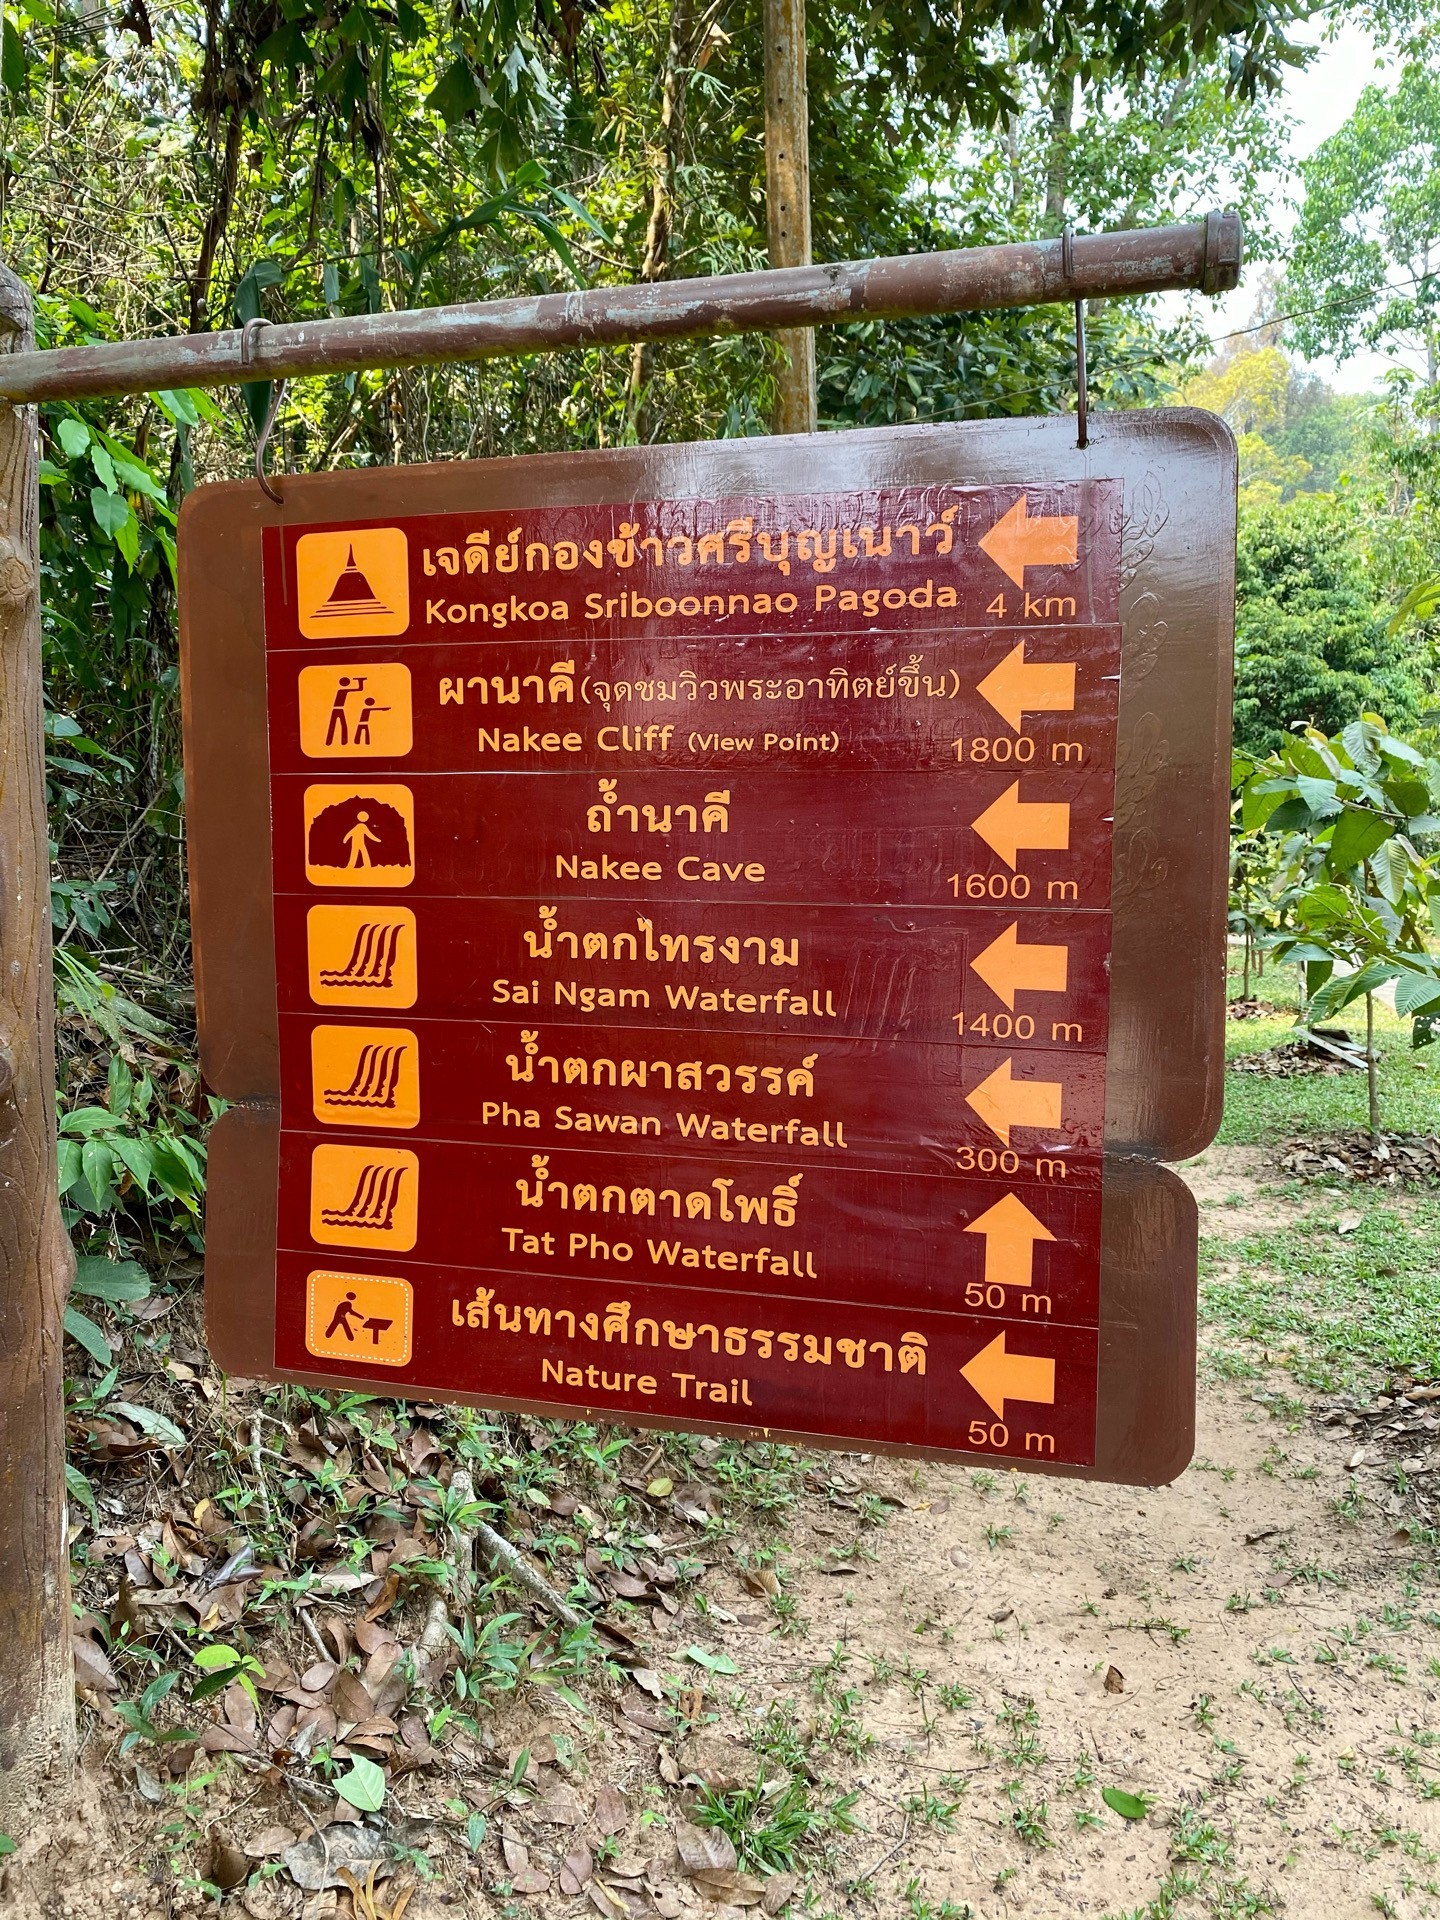 เจดีย์กองข้าวศรีบุญเนาว์
Kongkoa Sriboonnao Pagoda
4 km
ผานาคี (จุดชมวิวพระอาทิตย์ขึ้น)
Nakee Cliff (View Point)
1800 m
ถ้ำนาคี
Nakee Cave
1600 m
น้ำตกไทรงาม
Sai Ngam Waterfall
1400 m
น้ำตกผาสวรรค์
Pha Sawan Waterfall
300 m
น้ำตกตาดโพธิ์
Tat Pho Waterfall
50 m
เส้นทางศึกษาธรรมชาติ
Nature Trail
50 m